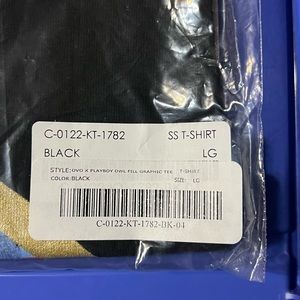 C-0122-KT-1782 SS T-SHIRT
BLACK LG
STYLE: OVO X PLAYBOY OWL FILL GRAPHIC TEE T-SHIRT
COLOR: BLACK SIZE: LG
C-0122-KT-1782-BK-04